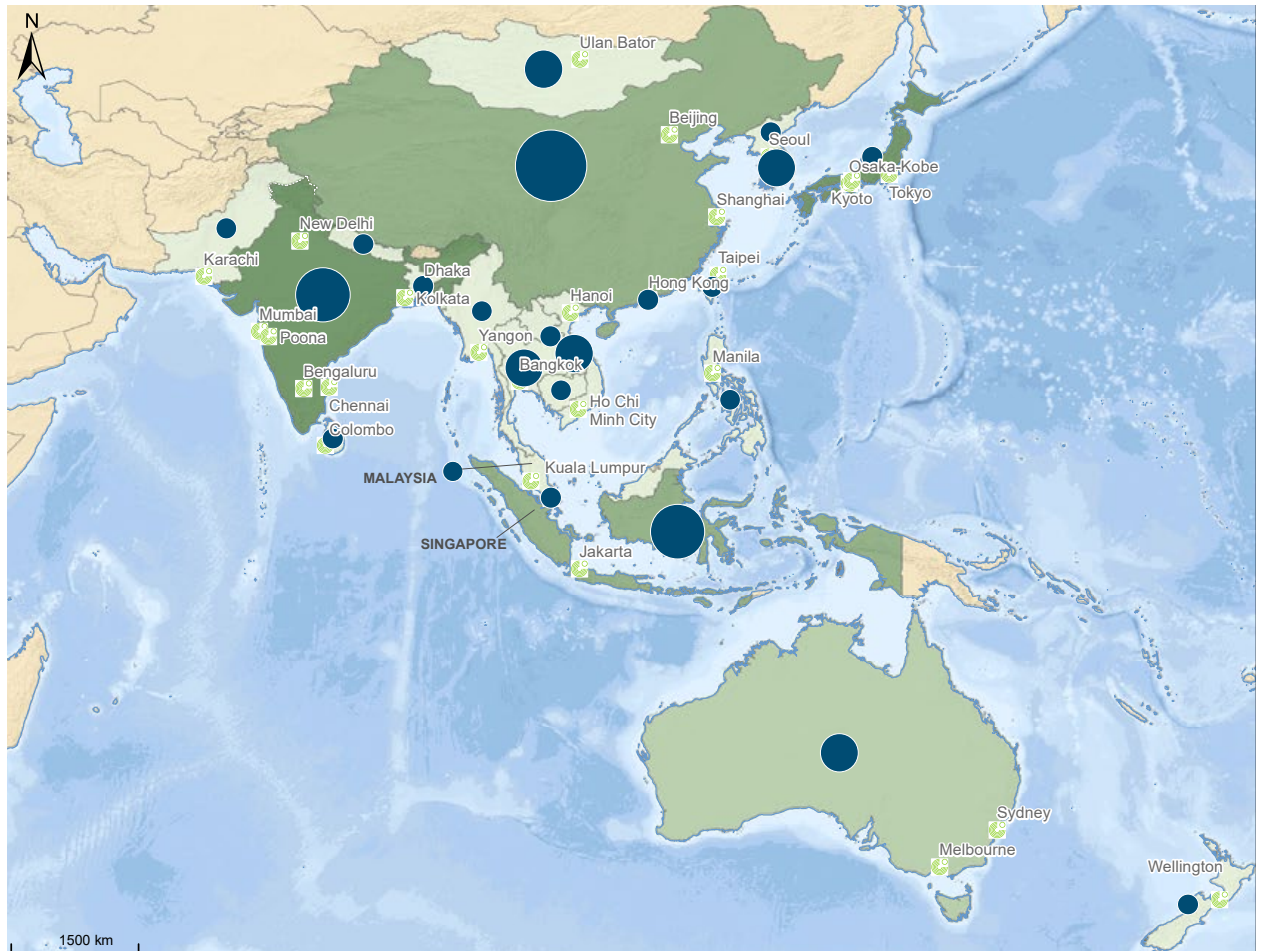 N
Ulan Bator
Beijing
Seoul
Osaka-Kobe
Kyoto
Tokyo
Shanghai
New Delhi
Karachi
Taipei
Dhaka
Hong Kong
Kolkata
Hanoi
Mumbai
Poona
Yangon
Manila
Bangkok
Bengaluru
Ho Chi
Minh City
Chennai
Colombo
Kuala Lumpur
MALAYSIA
SINGAPORE
Jakarta
Sydney
Melbourne
Wellington
1500 km